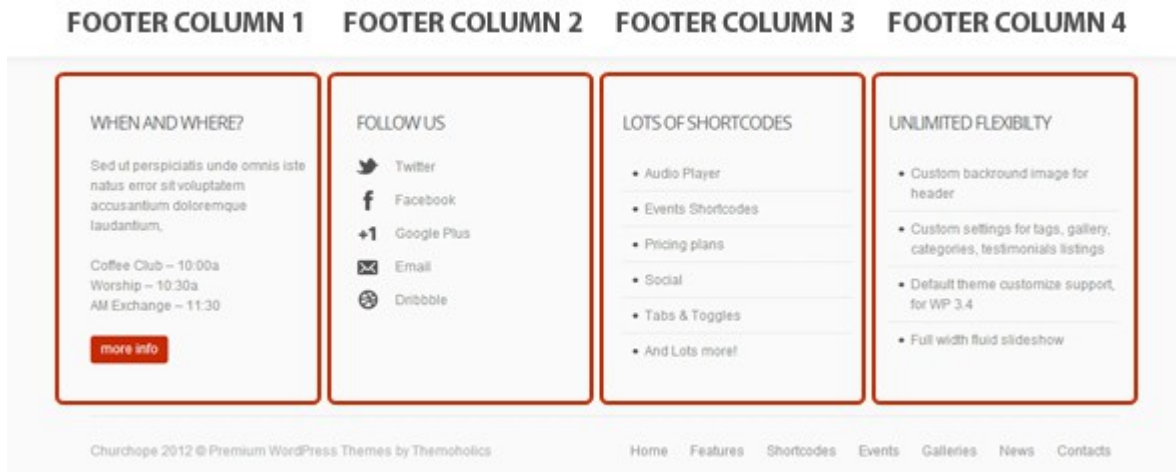 FOOTER COLUMN 1
FOOTER COLUMN 2
FOOTER COLUMN 3
FOOTER COLUMN 4
WHEN AND WHERE?
Sed ut perspiciatis unde omnis iste
natus error sit voluptatem
accusantium doloremque
laudantium,
Coffee Club – 10:00a
Worship – 10:30a
AM Exchange – 11:30
more info
FOLLOW US
Twitter
Facebook
+1 Google Plus
Email
Dribbble
LOTS OF SHORTCODES
• Audio Player
• Events Shortcodes
• Pricing plans
• Social
• Tabs & Toggles
• And Lots more!
UNLIMITED FLEXIBILTY
• Custom backround image for
header
• Custom settings for tags, gallery,
categories, testimonials listings
• Default theme customize support,
for WP 3.4
• Full width fluid slideshow
Churchope 2012 © Premium WordPress Themes by Themoholics
Home Features Shortcodes Events Galleries News Contacts